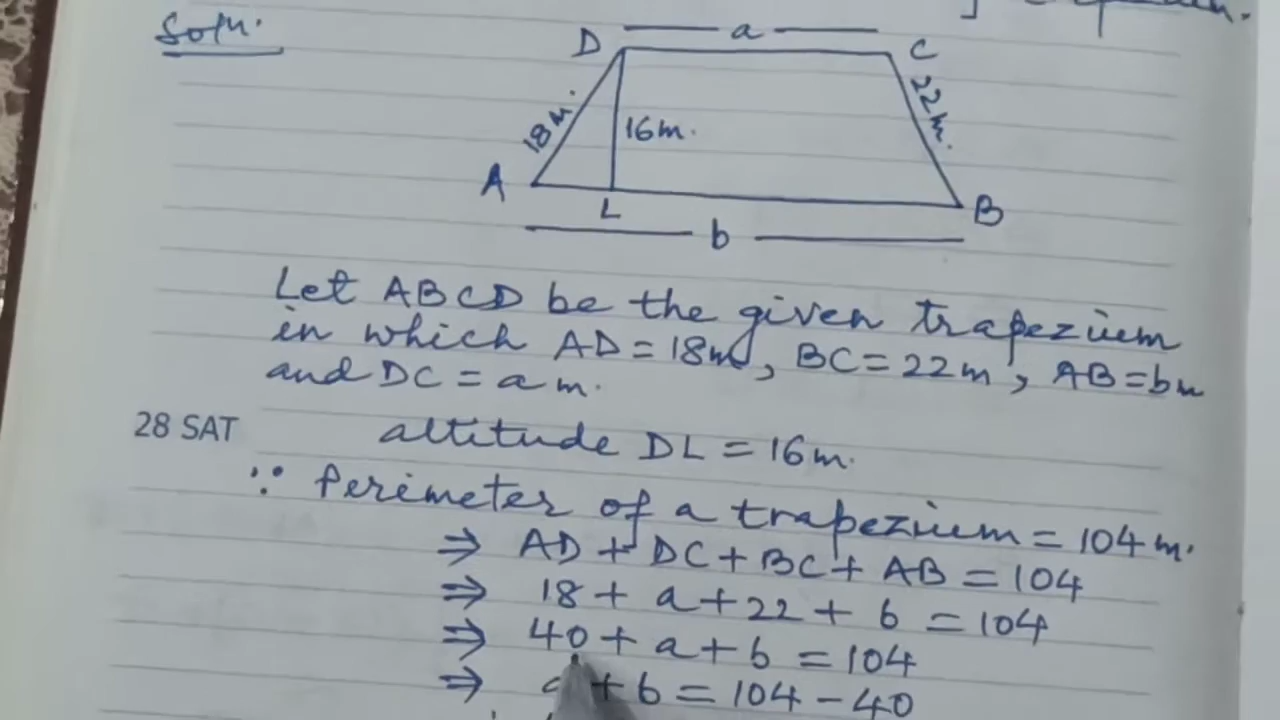 Soln.
D a C
18m. 16m. 22m.
A L B
b
Let ABCD be the given trapezium
in which AD = 18m, BC = 22m, AB = bm
and DC = a m.
28 SAT altitude DL = 16m.
∵ Perimeter of a trapezium = 104m.
⇒ AD + DC + BC + AB = 104
⇒ 18 + a + 22 + b = 104
⇒ 40 + a + b = 104
⇒ + b = 104 - 40